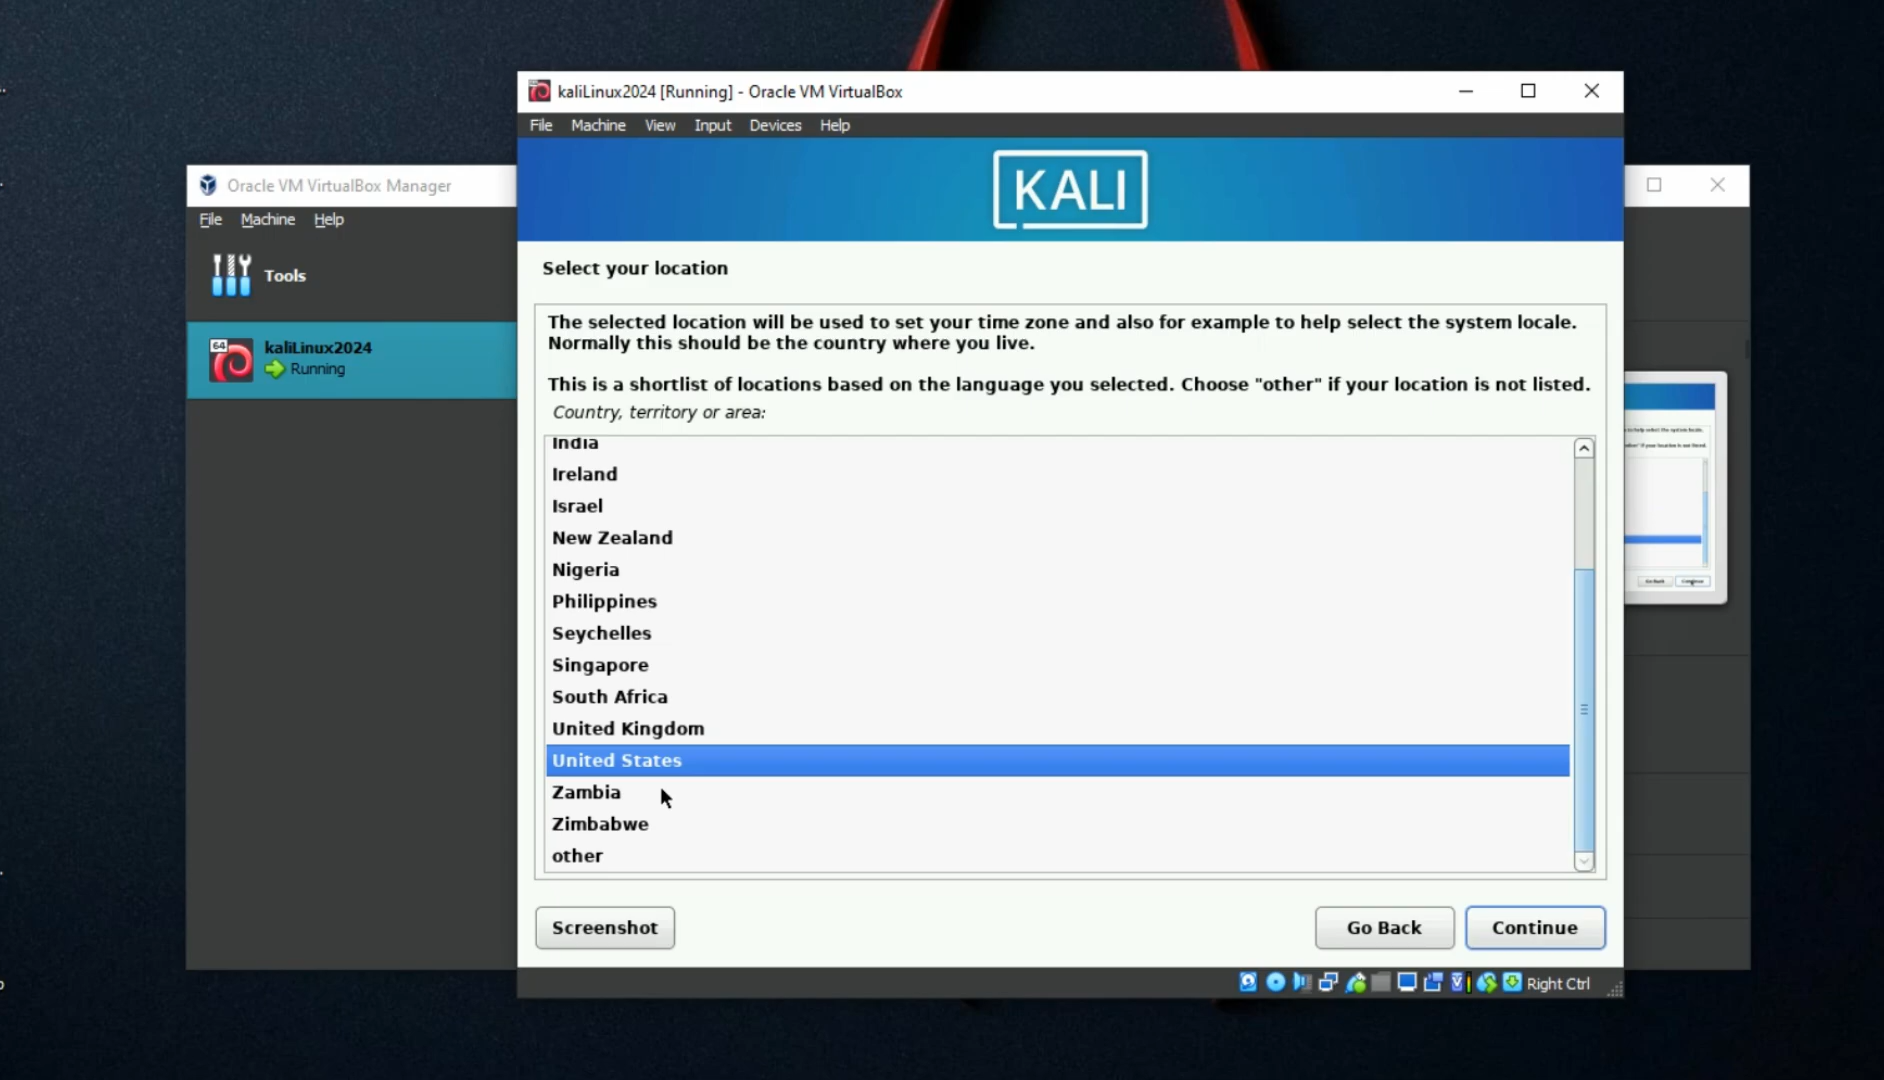 kaliLinux2024 [Running] - Oracle VM VirtualBox
File Machine View Input Devices Help
KALI
Oracle VM VirtualBox Manager
File Machine Help
Tools
64
kaliLinux2024
Running
Select your location
The selected location will be used to set your time zone and also for example to help select the system locale.
Normally this should be the country where you live.
This is a shortlist of locations based on the language you selected. Choose "other" if your location is not listed.
Country, territory or area:
India
Ireland
Israel
New Zealand
Nigeria
Philippines
Seychelles
Singapore
South Africa
United Kingdom
United States
Zambia
Zimbabwe
other
Screenshot
Go Back
Continue
Go Back
Continue
Right Ctrl